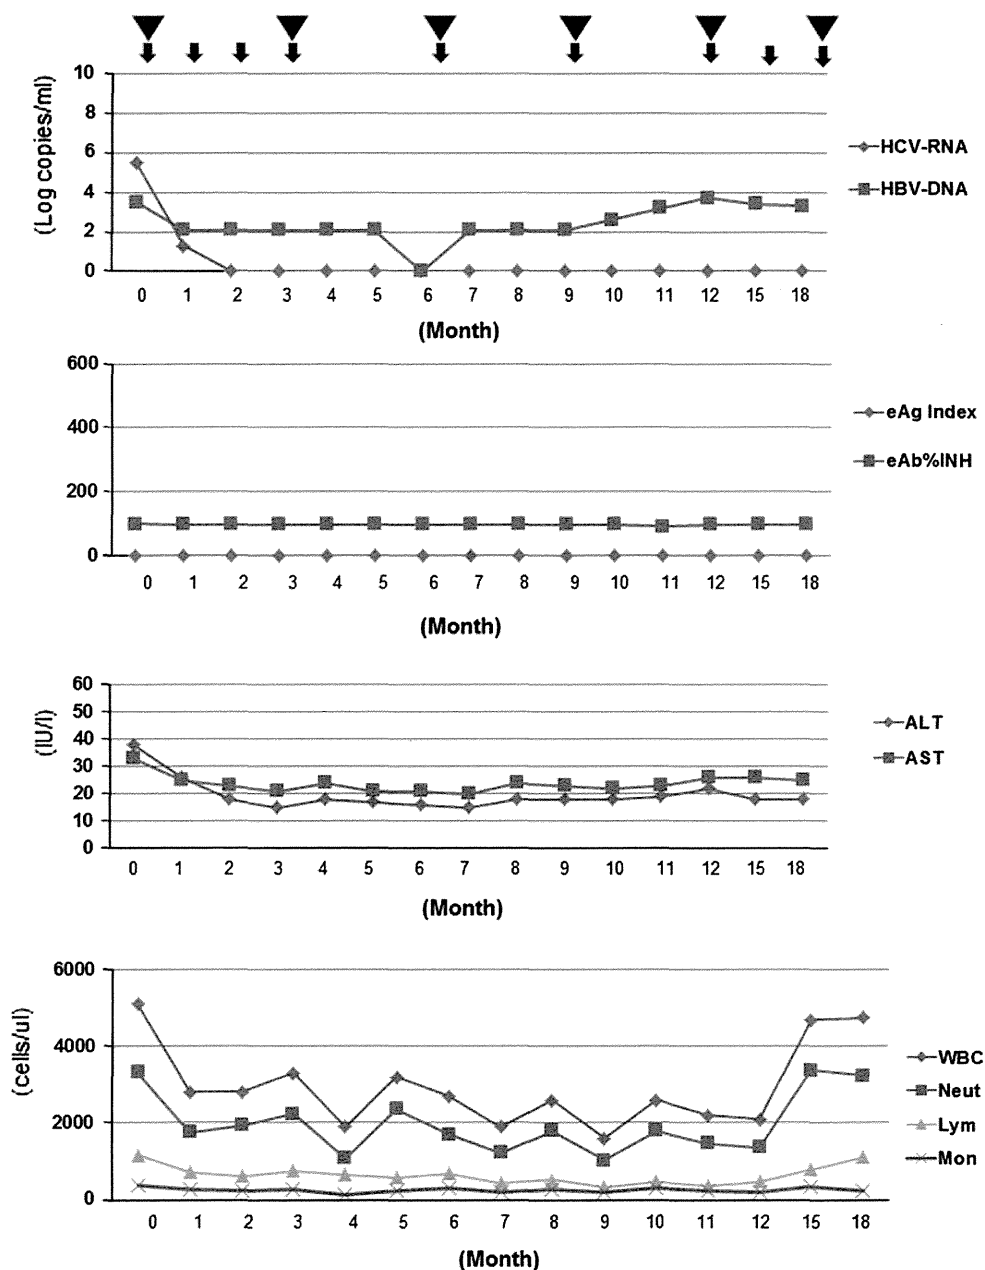 10
8
6
4
2
0
(Log copies/ml)
HCV-RNA
HBV-DNA
0 1 2 3 4 5 6 7 8 9 10 11 12 15 18
(Month)
600
400
200
0
eAg Index
eAb%INH
0 1 2 3 4 5 6 7 8 9 10 11 12 15 18
(Month)
60
50
40
30
20
10
0
(IU/l)
ALT
AST
0 1 2 3 4 5 6 7 8 9 10 11 12 15 18
(Month)
6000
4000
2000
0
(cells/ul)
WBC
Neut
Lym
Mon
0 1 2 3 4 5 6 7 8 9 10 11 12 15 18
(Month)